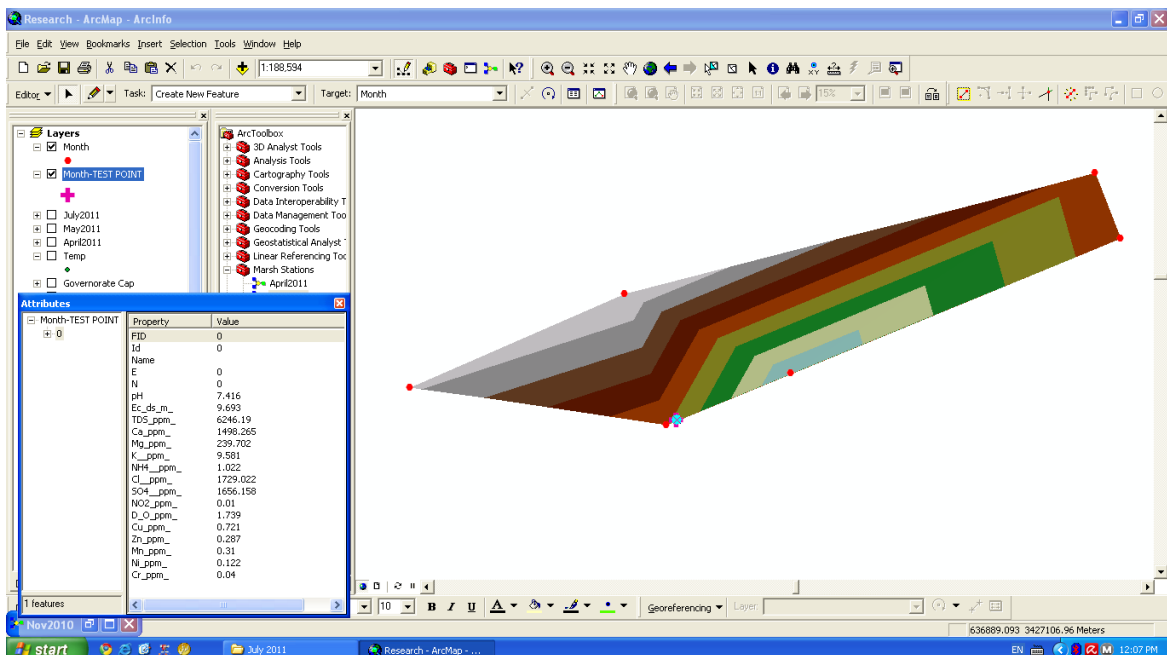 Research - ArcMap - ArcInfo
File Edit View Bookmarks Insert Selection Tools Window Help
1:188,594
Editor Task: Create New Feature Target: Month 15%
Layers
Month
Month-TEST POINT
July2011
May2011
April2011
Temp
Governorate Cap
ArcToolbox
3D Analyst Tools
Analysis Tools
Cartography Tools
Conversion Tools
Data Interoperability T
Data Management Too
Geocoding Tools
Geostatistical Analyst
Linear Referencing Too
Marsh Stations
April2011
Attributes
Month-TEST POINT
0
Property Value
FID 0
Id 0
Name
E 0
N 0
pH 7.416
Ec_ds_m_ 9.693
TDS_ppm_ 6246.19
Ca_ppm_ 1498.265
Mg_ppm_ 239.702
K__ppm_ 9.581
NH4__ppm_ 1.022
Cl__ppm_ 1729.022
SO4__ppm_ 1656.158
NO2_ppm_ 0.01
D_O_ppm_ 1.739
Cu_ppm_ 0.721
Zn_ppm_ 0.287
Mn_ppm_ 0.31
Ni_ppm_ 0.122
Cr_ppm_ 0.04
1 features
10 B I U A Georeferencing Layer:
Nov2010
636889.093 3427106.96 Meters
start July 2011 Research - ArcMap - ... EN 12:07 PM